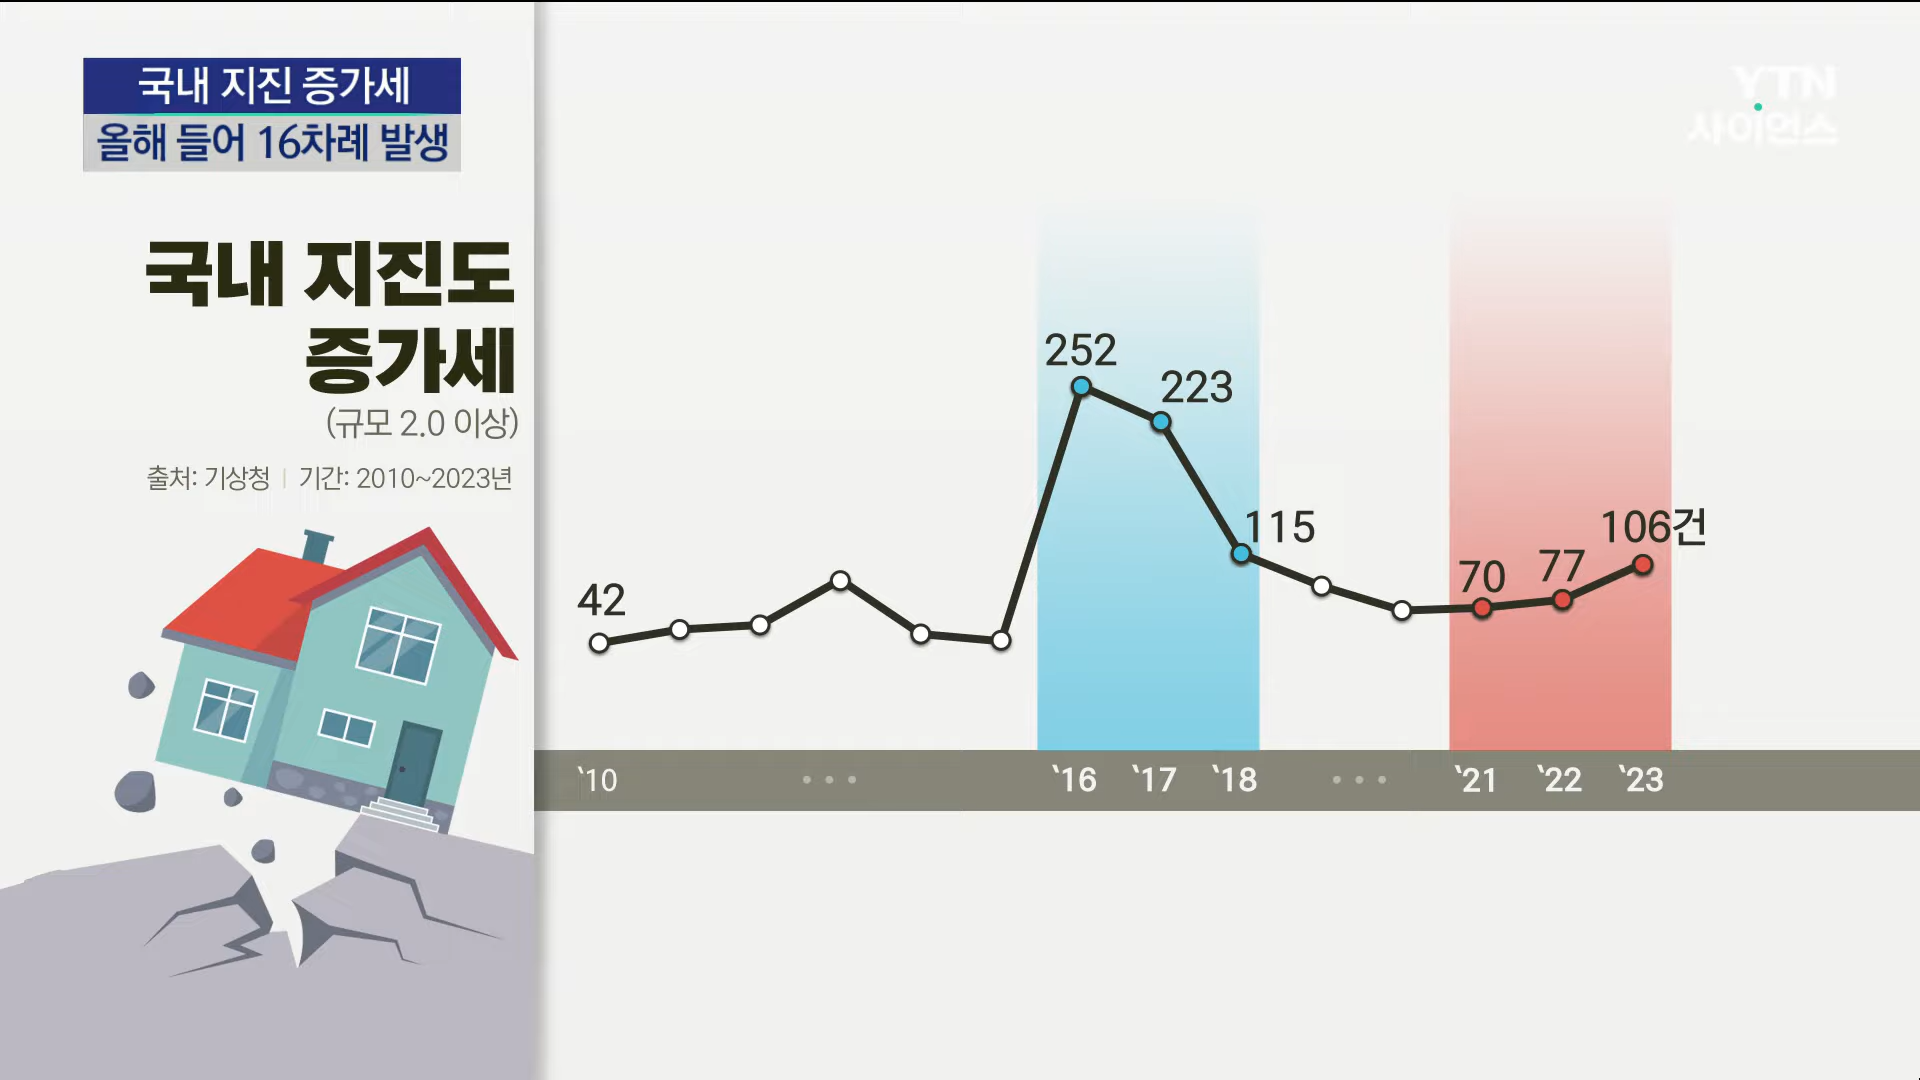 국내 지진 증가세
올해 들어 16차례 발생
YTN
사이언스
국내 지진도
증가세
(규모 2.0 이상)
출처: 기상청 | 기간: 2010~2023년
252
223
115
106건
77
70
42
`10 • • • `16 `17 `18 • • • `21 `22 `23